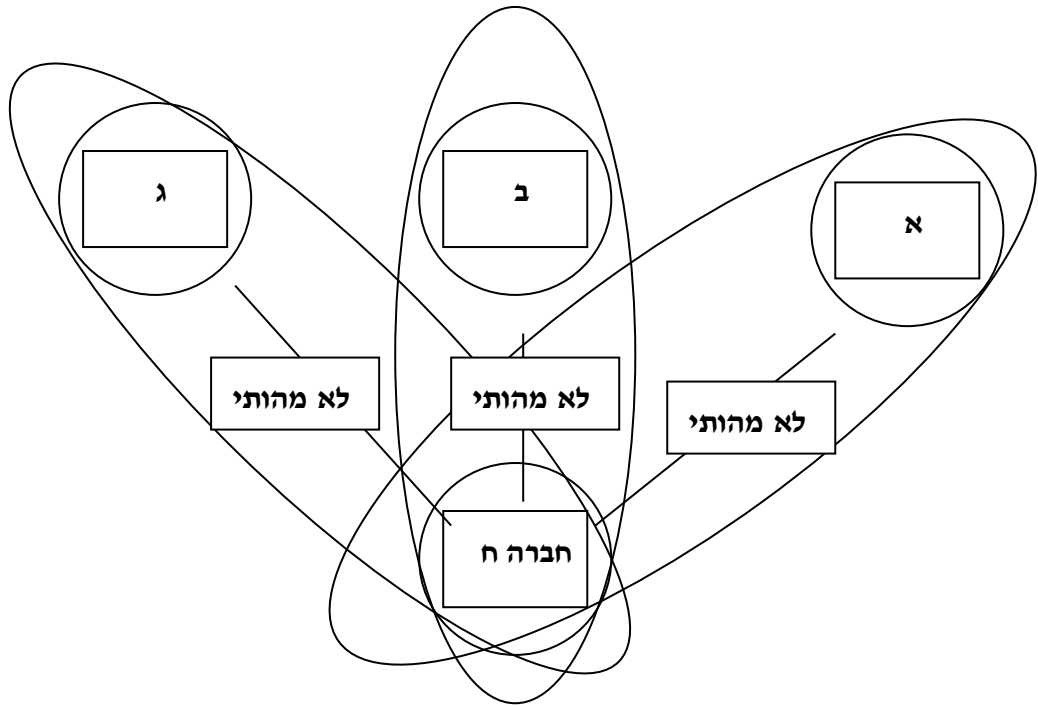 א
ב
ג
לא מהותי
לא מהותי
לא מהותי
חברה ח